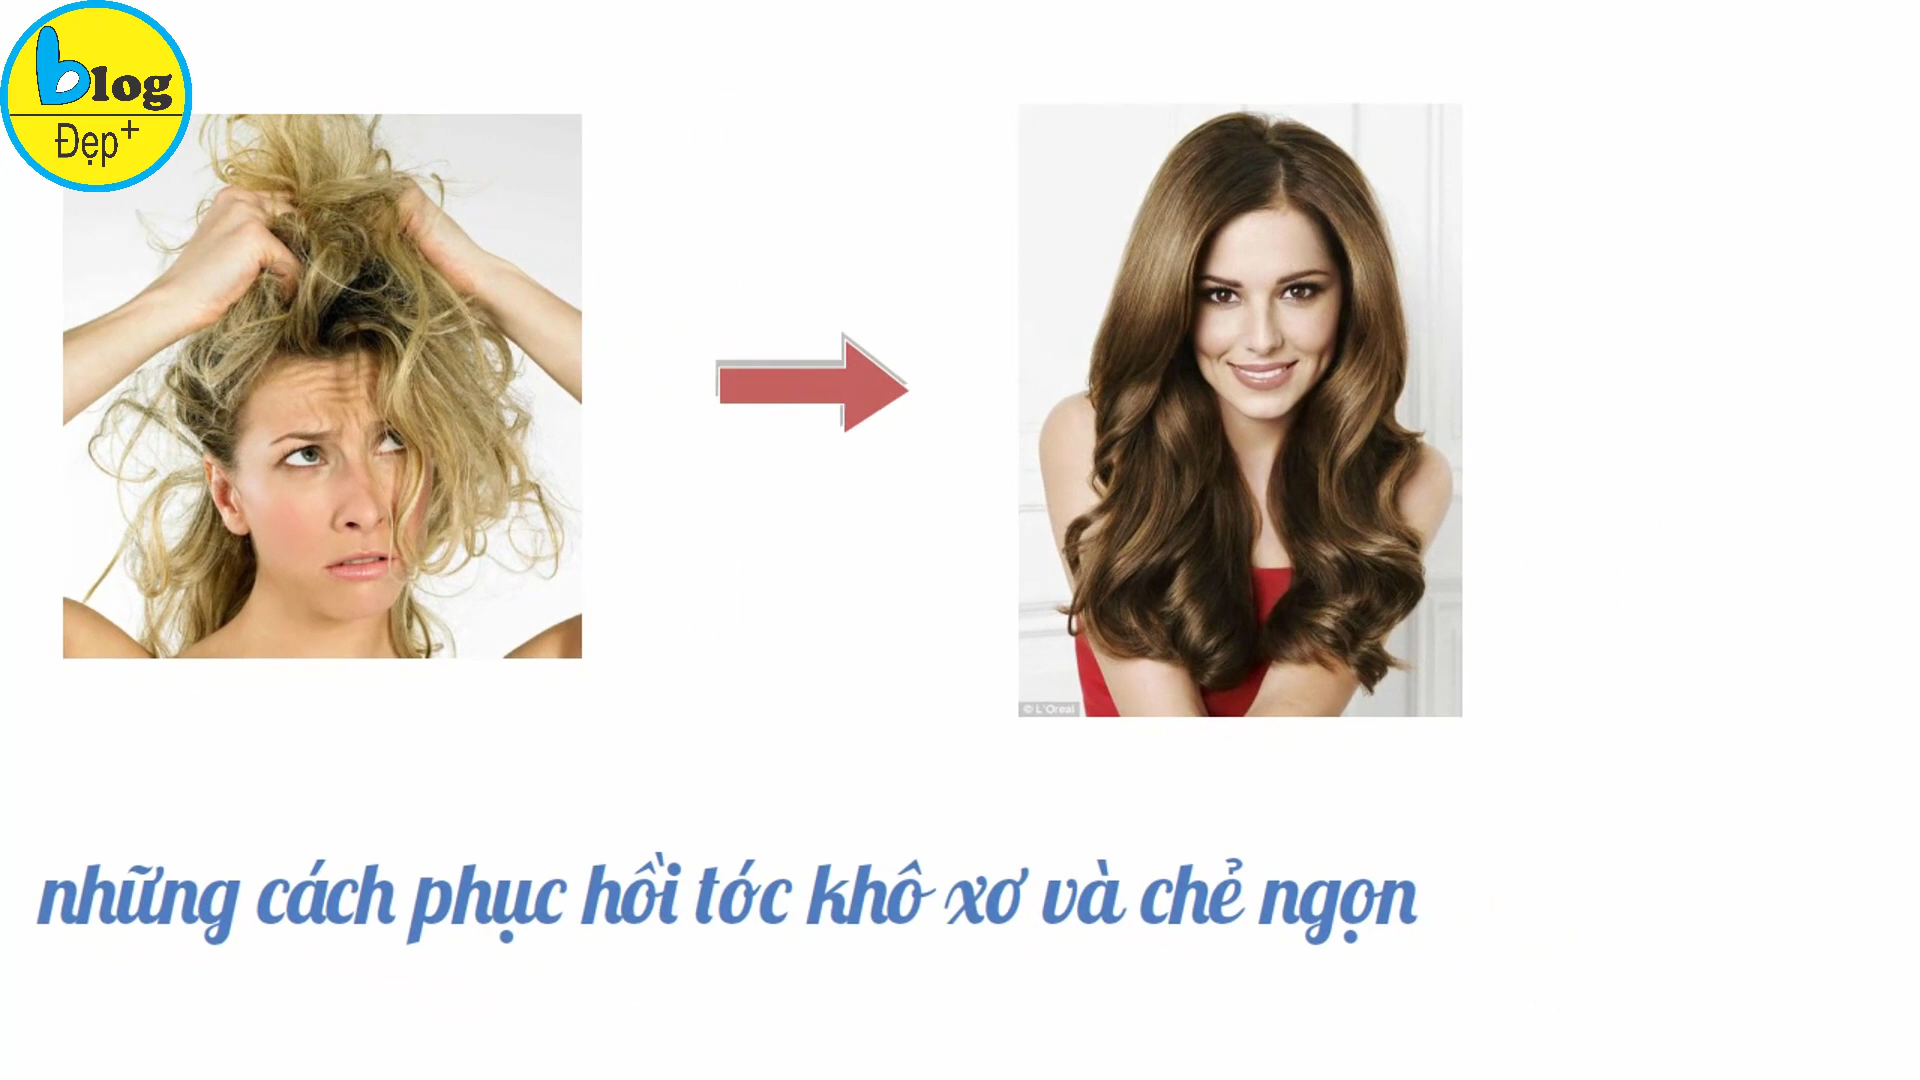 blog
Đẹp+
© L'Oreal
những cách phục hồi tóc khô xơ và chẻ ngọn